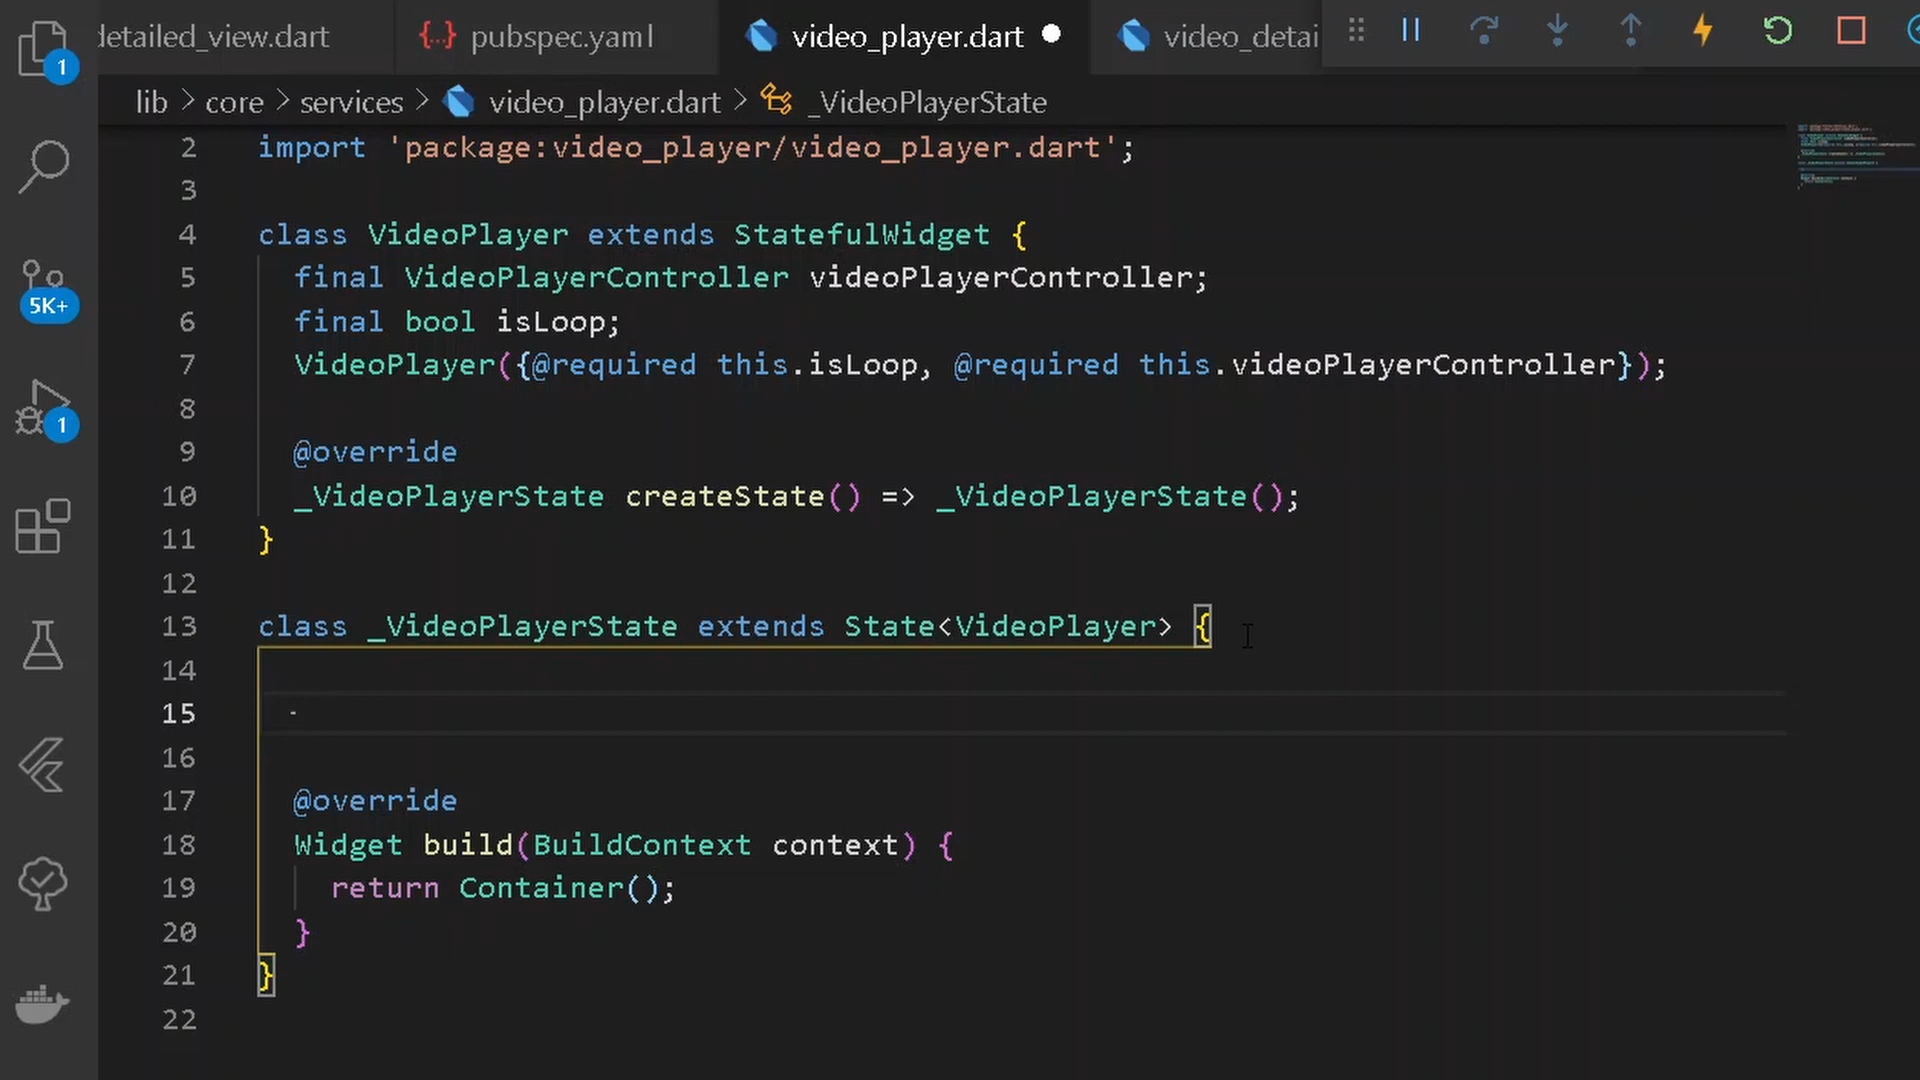 detailed_view.dart {..} pubspec.yaml video_player.dart video_detai
1
lib > core > services > video_player.dart > _VideoPlayerState
2 import 'package:video_player/video_player.dart';
3
4 class VideoPlayer extends StatefulWidget {
5 final VideoPlayerController videoPlayerController;
6 final bool isLoop;
5K+
7 VideoPlayer({@required this.isLoop, @required this.videoPlayerController});
8
1
9 @override
10 _VideoPlayerState createState() => _VideoPlayerState();
11 }
12
13 class _VideoPlayerState extends State<VideoPlayer> {
14
15 -
16
17 @override
18 Widget build(BuildContext context) {
19 return Container();
20 }
21 }
22